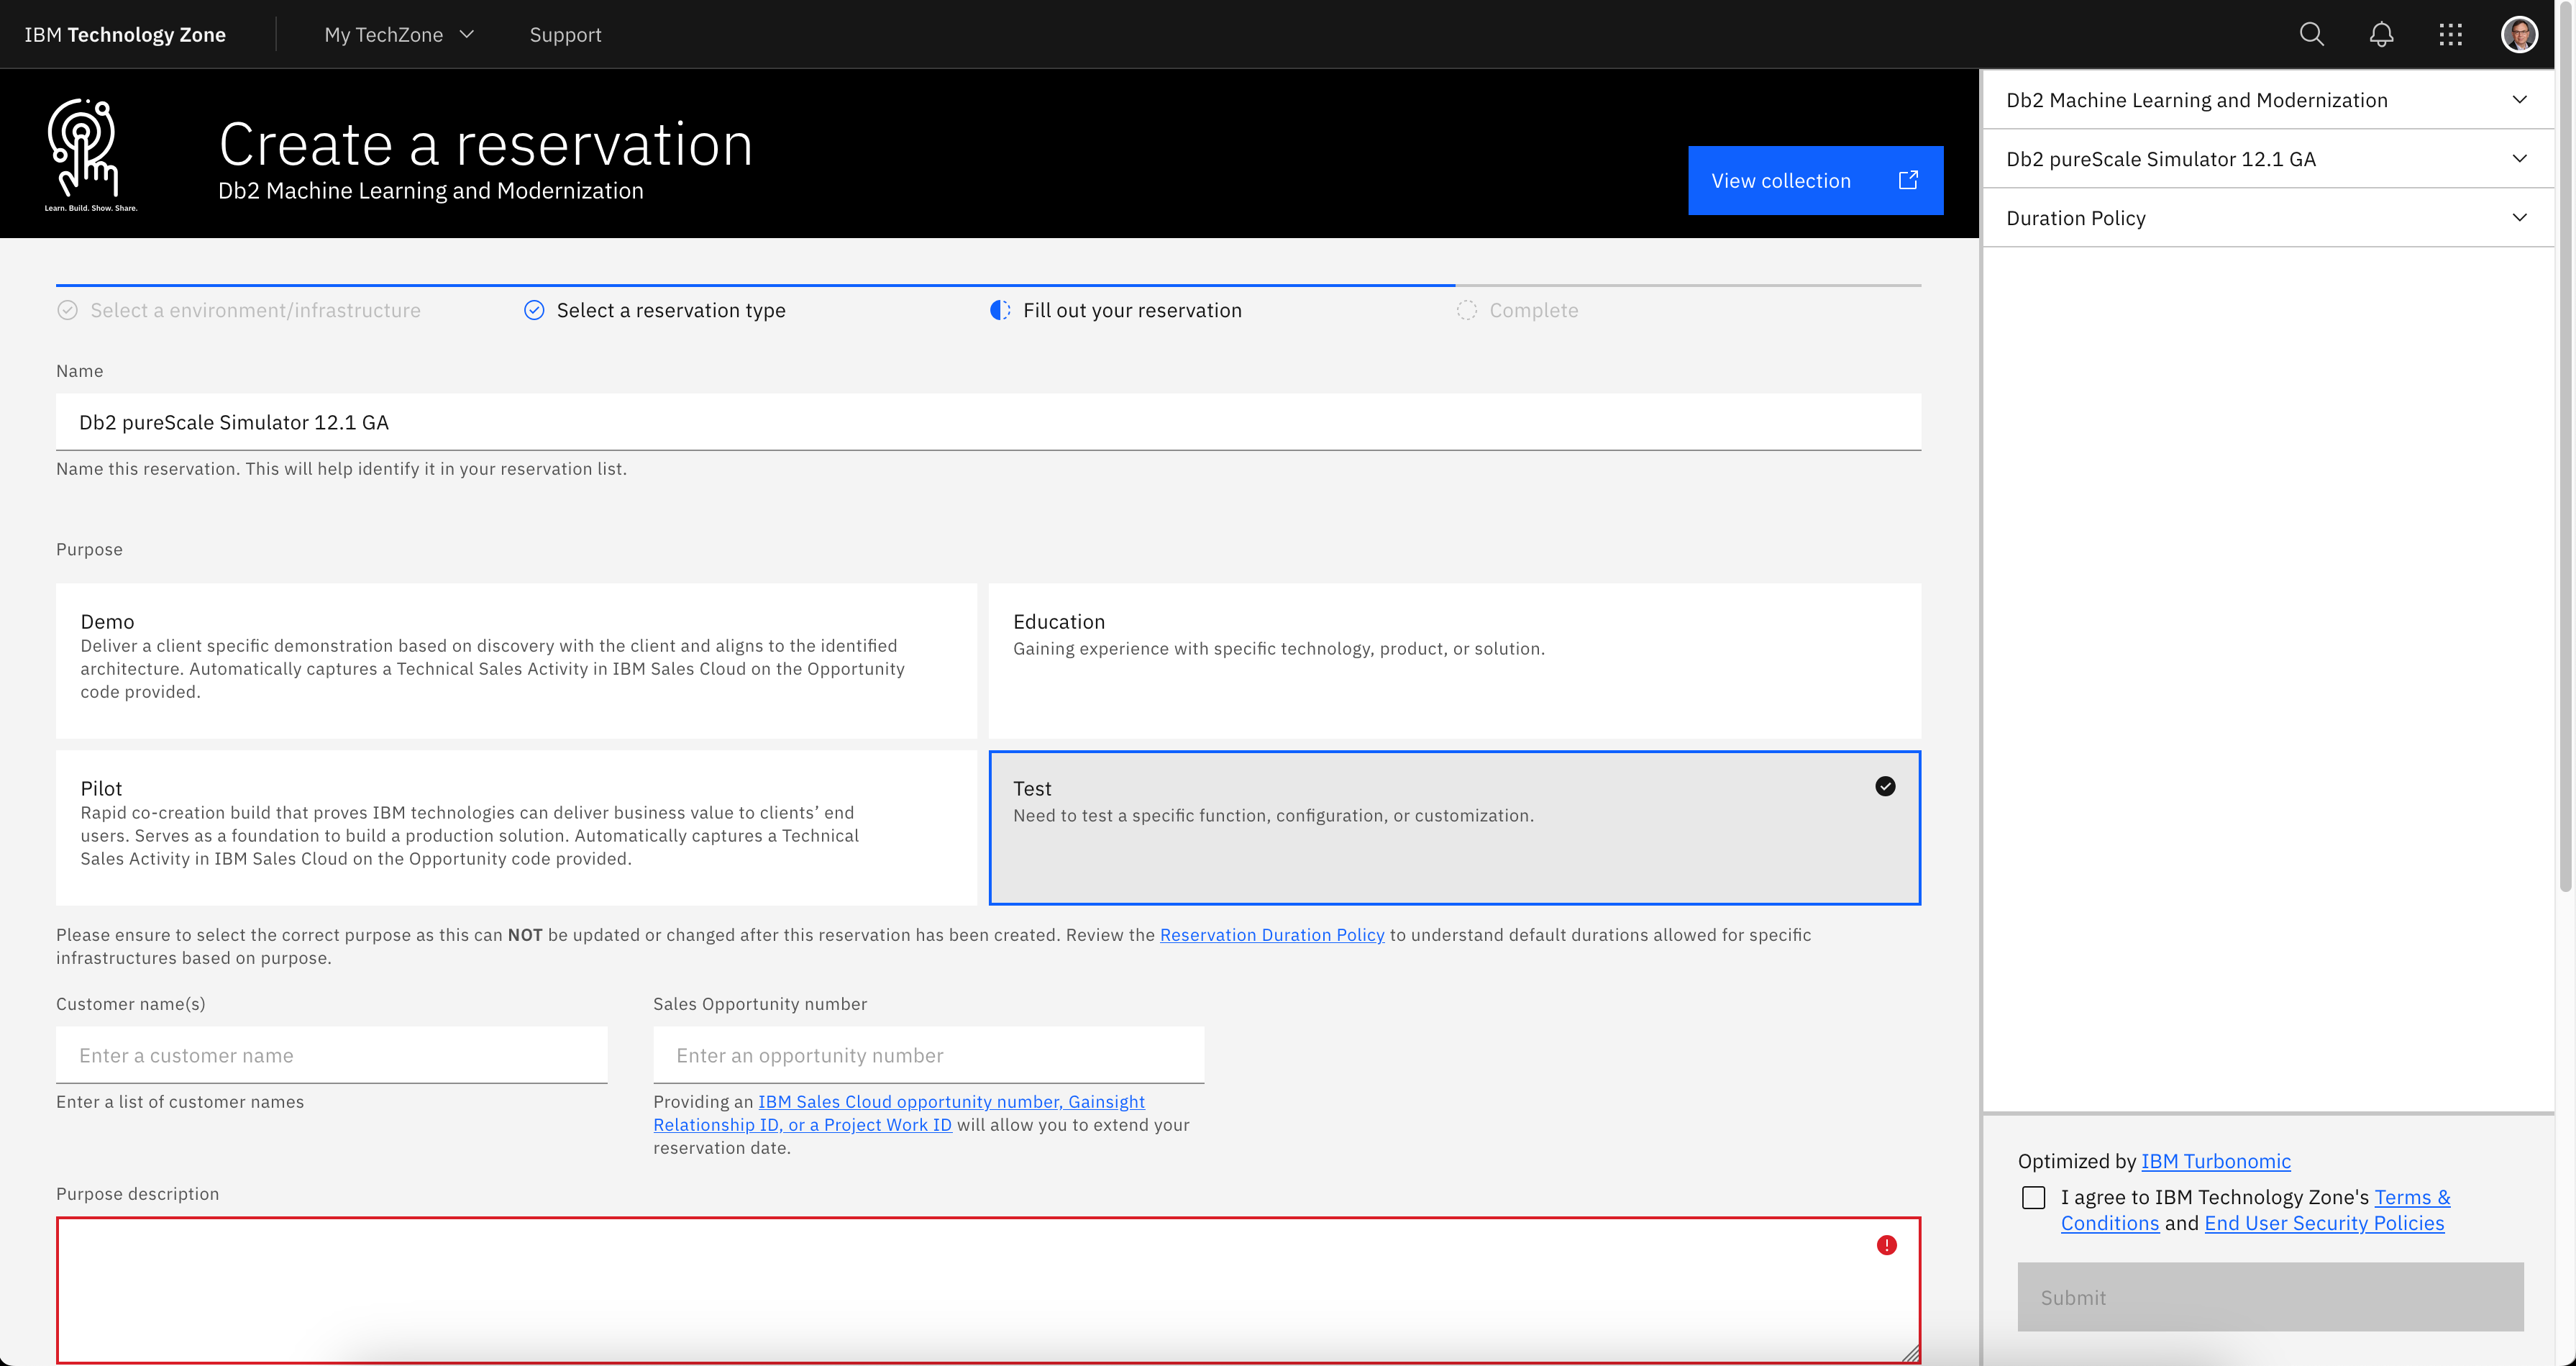 IBM Technology Zone
My TechZone
Support
Learn. Build. Show. Share.
Create a reservation
Db2 Machine Learning and Modernization
View collection
Select a environment/infrastructure
Select a reservation type
Fill out your reservation
Complete
Name
Db2 pureScale Simulator 12.1 GA
Name this reservation. This will help identify it in your reservation list.
Purpose
Demo
Deliver a client specific demonstration based on discovery with the client and aligns to the identified
architecture. Automatically captures a Technical Sales Activity in IBM Sales Cloud on the Opportunity
code provided.
Education
Gaining experience with specific technology, product, or solution.
Pilot
Rapid co-creation build that proves IBM technologies can deliver business value to clients’ end
users. Serves as a foundation to build a production solution. Automatically captures a Technical
Sales Activity in IBM Sales Cloud on the Opportunity code provided.
Test
Need to test a specific function, configuration, or customization.
Please ensure to select the correct purpose as this can NOT be updated or changed after this reservation has been created. Review the Reservation Duration Policy to understand default durations allowed for specific
infrastructures based on purpose.
Customer name(s)
Enter a customer name
Enter a list of customer names
Sales Opportunity number
Enter an opportunity number
Providing an IBM Sales Cloud opportunity number, Gainsight
Relationship ID, or a Project Work ID will allow you to extend your
reservation date.
Purpose description
Db2 Machine Learning and Modernization
Db2 pureScale Simulator 12.1 GA
Duration Policy
Optimized by IBM Turbonomic
I agree to IBM Technology Zone's Terms &
Conditions and End User Security Policies
Submit